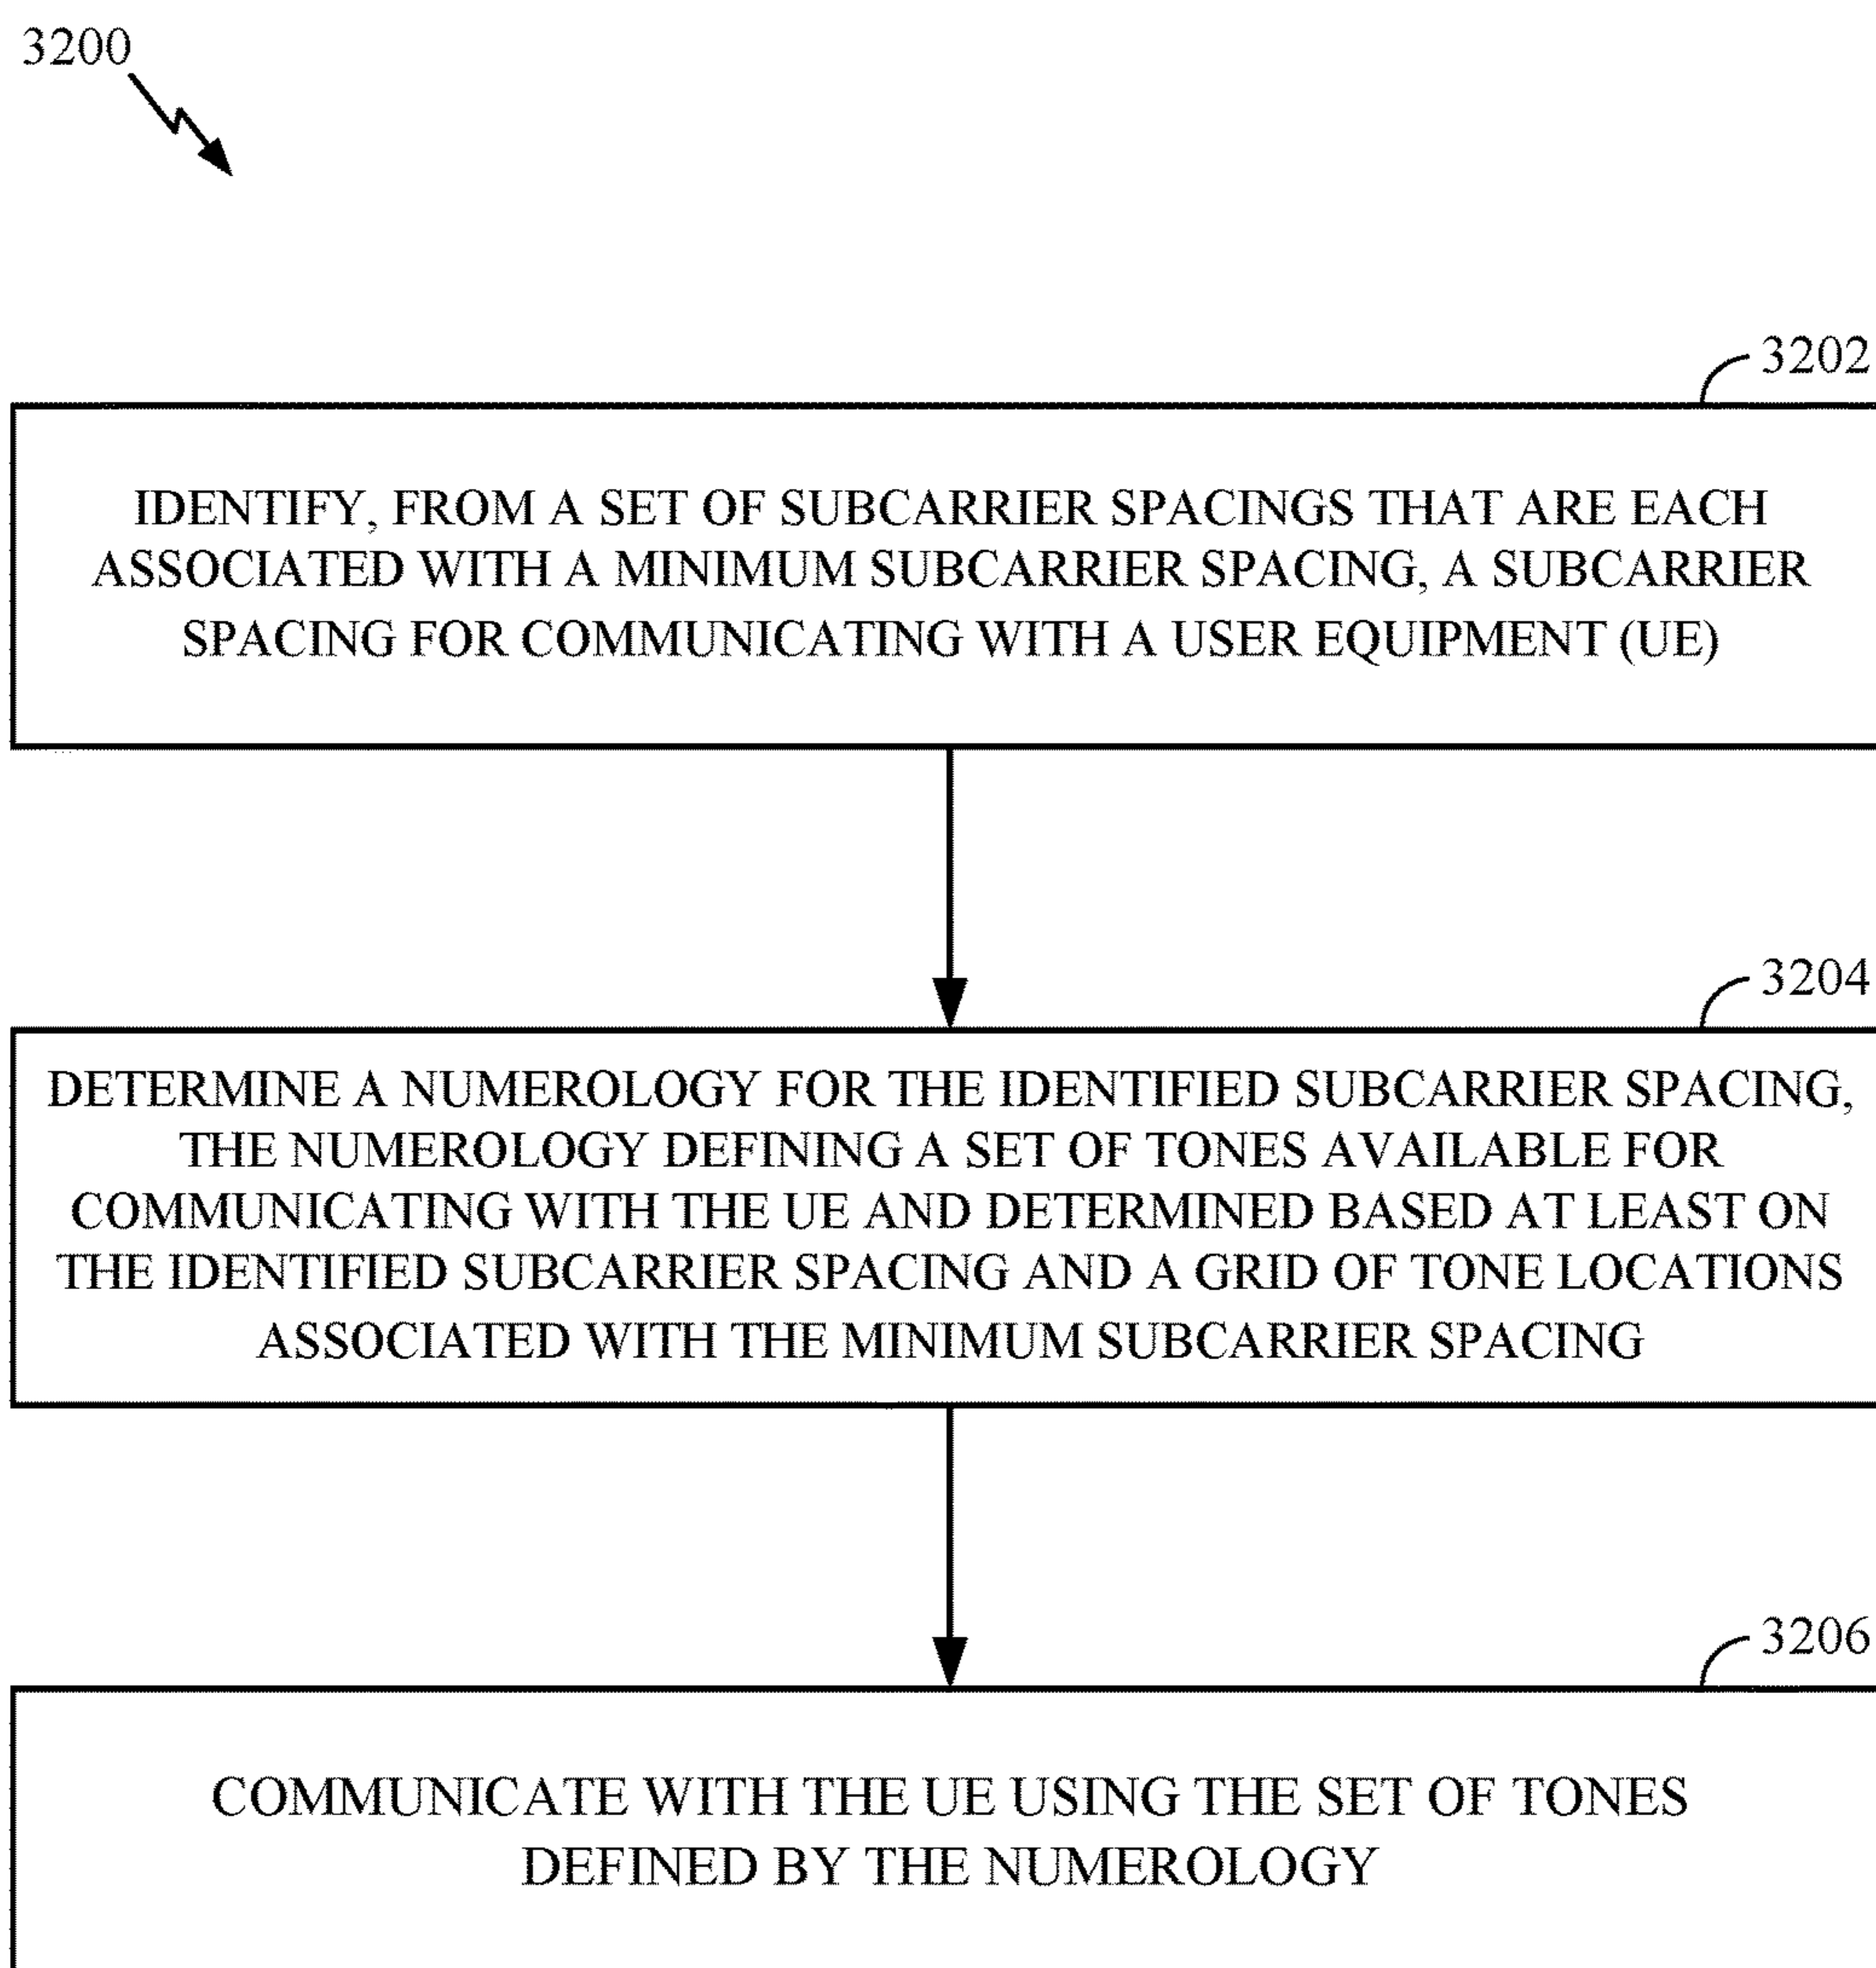 3200
3202
IDENTIFY, FROM A SET OF SUBCARRIER SPACINGS THAT ARE EACH
ASSOCIATED WITH A MINIMUM SUBCARRIER SPACING, A SUBCARRIER
SPACING FOR COMMUNICATING WITH A USER EQUIPMENT (UE)
3204
DETERMINE A NUMEROLOGY FOR THE IDENTIFIED SUBCARRIER SPACING,
THE NUMEROLOGY DEFINING A SET OF TONES AVAILABLE FOR
COMMUNICATING WITH THE UE AND DETERMINED BASED AT LEAST ON
THE IDENTIFIED SUBCARRIER SPACING AND A GRID OF TONE LOCATIONS
ASSOCIATED WITH THE MINIMUM SUBCARRIER SPACING
3206
COMMUNICATE WITH THE UE USING THE SET OF TONES
DEFINED BY THE NUMEROLOGY